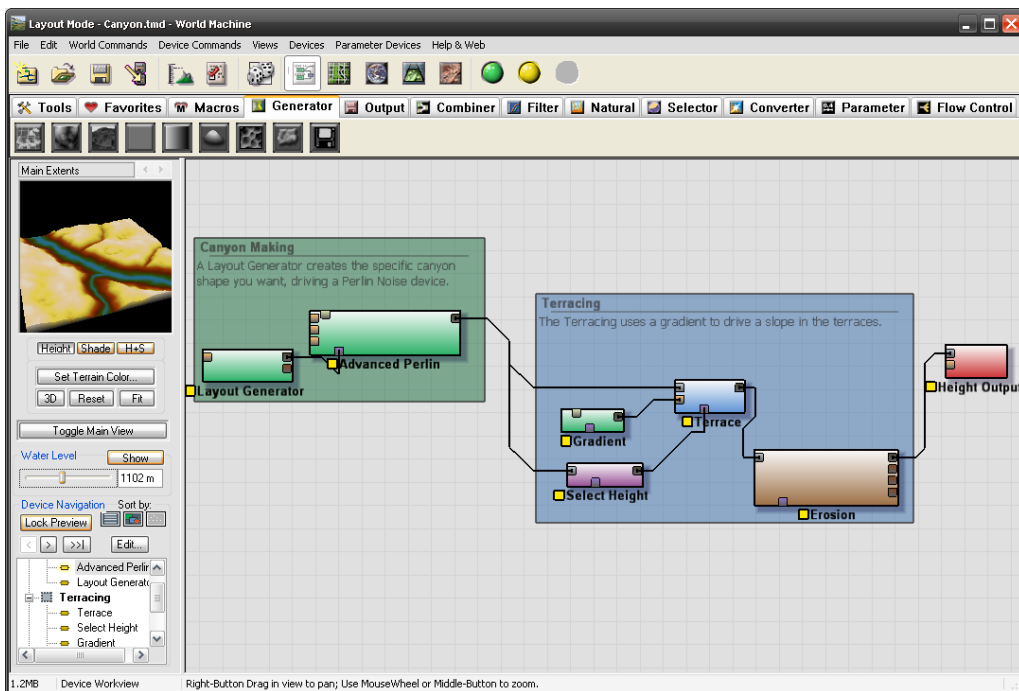 Layout Mode - Canyon.tmd - World Machine
File Edit World Commands Device Commands Views Devices Parameter Devices Help & Web
Tools Favorites Macros Generator Output Combiner Filter Natural Selector Converter Parameter Flow Control
Main Extents
Height Shade H+S
Set Terrain Color...
3D Reset Fit
Toggle Main View
Water Level Show
1102 m
Device Navigation Sort by:
Lock Preview
< > >>| Edit...
Advanced Perlin
Layout Generato
Terracing
Terrace
Select Height
Gradient
Canyon Making
A Layout Generator creates the specific canyon
shape you want, driving a Perlin Noise device.
Advanced Perlin
Layout Generator
Terracing
The Terracing uses a gradient to drive a slope in the terraces.
Terrace
Gradient
Select Height
Erosion
Height Output
1.2MB Device Workview Right-Button Drag in view to pan; Use MouseWheel or Middle-Button to zoom.